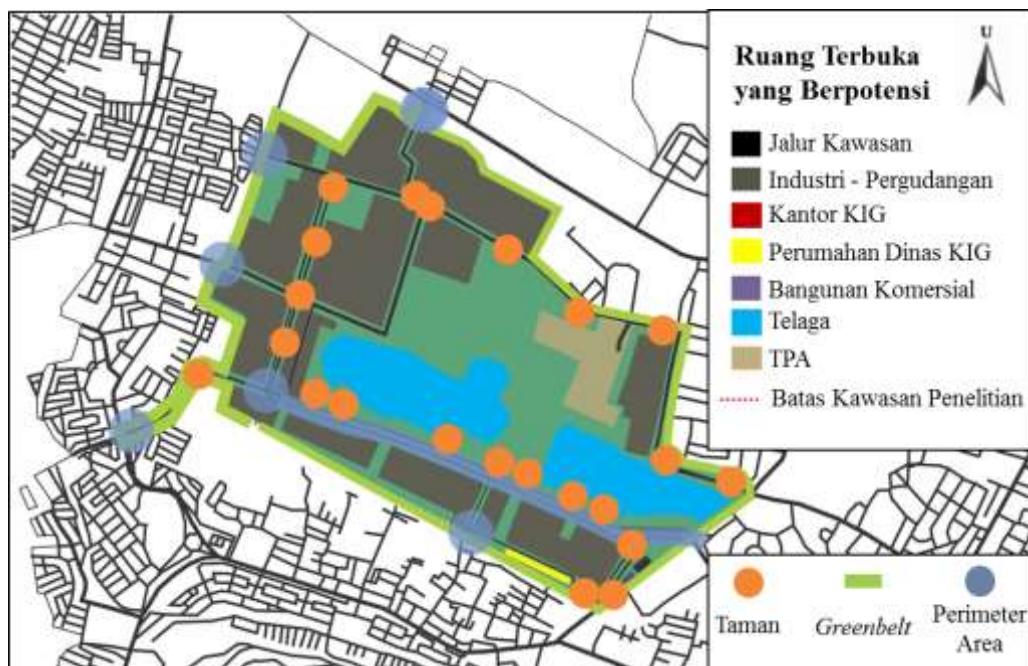 U
Ruang Terbuka
yang Berpotensi
Jalur Kawasan
Industri - Pergudangan
Kantor KIG
Perumahan Dinas KIG
Bangunan Komersial
Telaga
TPA
Batas Kawasan Penelitian
Taman
Greenbelt
Perimeter
Area